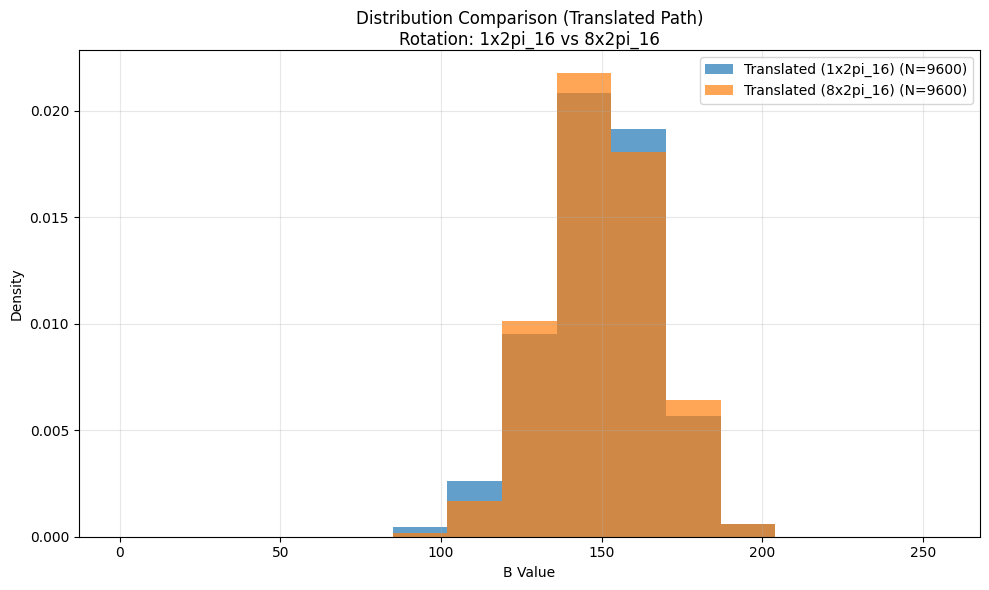 Distribution Comparison (Translated Path)
Rotation: 1x2pi_16 vs 8x2pi_16
Translated (1x2pi_16) (N=9600)
Translated (8x2pi_16) (N=9600)
Density
0.020
0.015
0.010
0.005
0.000
0 50 100 150 200 250
B Value